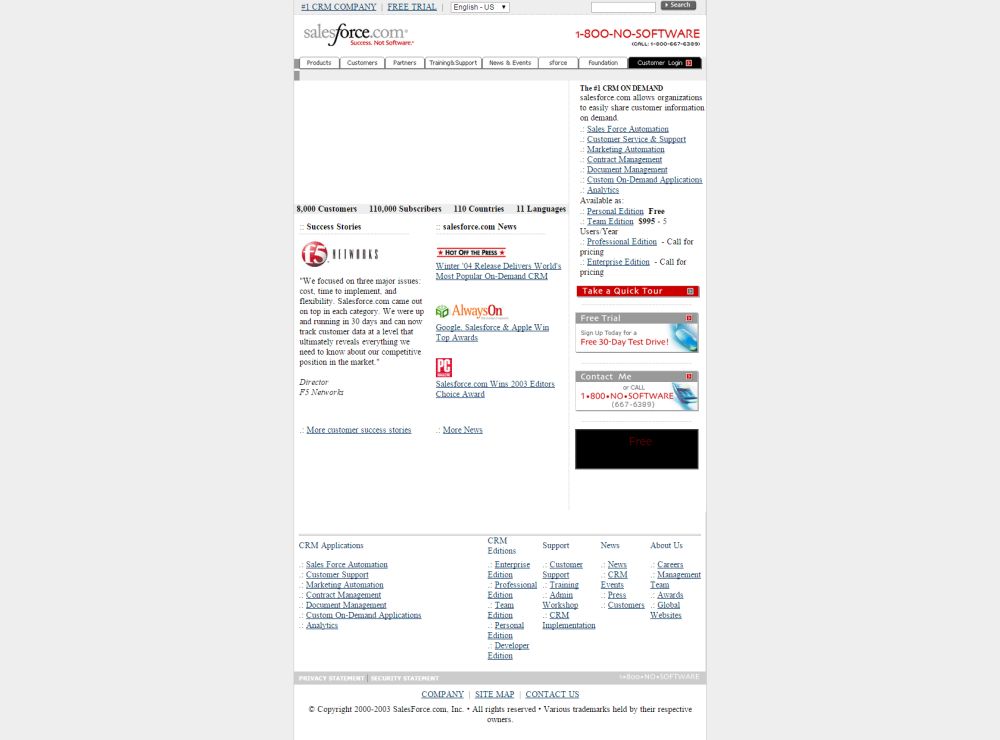 #1 CRM COMPANY | FREE TRIAL | English - US
Search
salesforce.com
Success. Not Software.
1-800-NO-SOFTWARE
(CALL: 1-800-667-6389)
Products
Customers
Partners
Training&Support
News & Events
sforce
foundation
Customer Login
The #1 CRM ON DEMAND
salesforce.com allows organizations
to easily share customer information
on demand.
.: Sales Force Automation
.: Customer Service & Support
.: Marketing Automation
.: Contract Management
.: Document Management
.: Custom On-Demand Applications
.: Analytics
Available as:
.: Personal Edition Free
.: Team Edition $995 - 5
Users/Year
.: Professional Edition - Call for
pricing
.: Enterprise Edition - Call for
pricing
Take a Quick Tour
Free Trial
Sign Up Today for a
Free 30-Day Test Drive!
Contact Me
or CALL
1•800•NO•SOFTWARE
(667-6389)
Free
8,000 Customers 110,000 Subscribers 110 Countries 11 Languages
:: Success Stories
F5 NETWORKS
"We focused on three major issues:
cost, time to implement, and
flexibility. Salesforce.com came out
on top in each category. We were up
and running in 30 days and can now
track customer data at a level that
ultimately reveals everything we
need to know about our competitive
position in the market."
Director
F5 Networks
.: More customer success stories
:: salesforce.com News
★ HOT OFF THE PRESS ★
Winter '04 Release Delivers World's
Most Popular On-Demand CRM
AlwaysOn
Google, Salesforce & Apple Win
Top Awards
PC
Salesforce.com Wins 2003 Editors
Choice Award
.: More News
CRM Applications
.: Sales Force Automation
.: Customer Support
.: Marketing Automation
.: Contract Management
.: Document Management
.: Custom On-Demand Applications
.: Analytics
CRM
Editions
.: Enterprise
Edition
.: Professional
Edition
.: Team
Edition
.: Personal
Edition
.: Developer
Edition
Support
.: Customer
Support
.: Training
.: Admin
Workshop
.: CRM
Implementation
News
.: News
.: CRM
Events
.: Press
.: Customers
About Us
.: Careers
.: Management
Team
.: Awards
.: Global
Websites
PRIVACY STATEMENT | SECURITY STATEMENT
1•800•NO•SOFTWARE
COMPANY | SITE MAP | CONTACT US
© Copyright 2000-2003 SalesForce.com, Inc. • All rights reserved • Various trademarks held by their respective
owners.